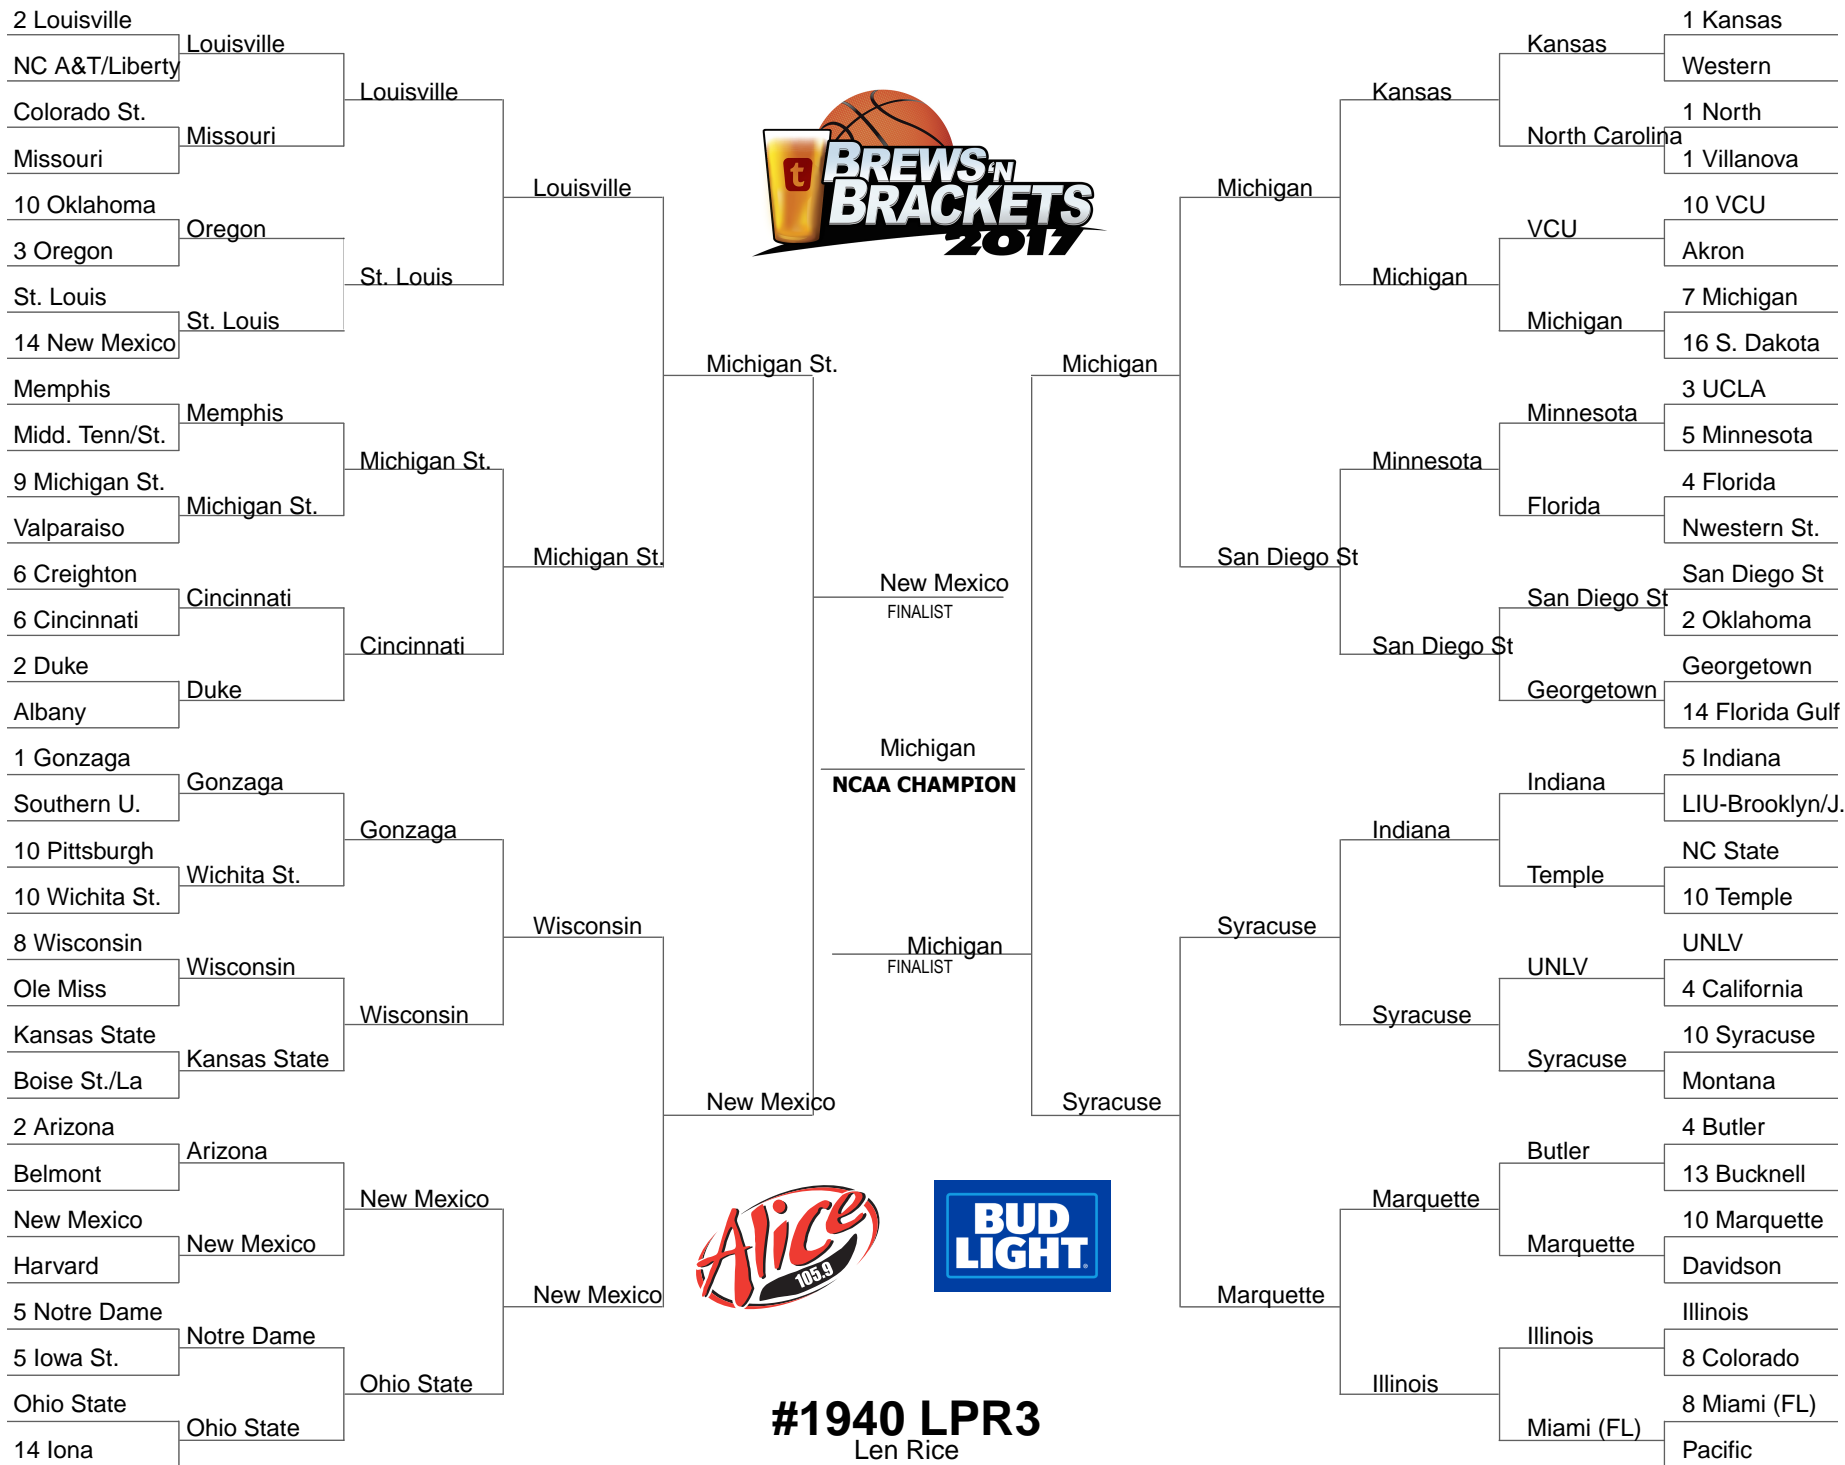 2 Louisville
NC A&T/Liberty
Colorado St.
Missouri
10 Oklahoma
3 Oregon
St. Louis
14 New Mexico
Memphis
Midd. Tenn/St.
9 Michigan St.
Valparaiso
6 Creighton
6 Cincinnati
2 Duke
Albany
1 Gonzaga
Southern U.
10 Pittsburgh
10 Wichita St.
8 Wisconsin
Ole Miss
Kansas State
Boise St./La
2 Arizona
Belmont
New Mexico
Harvard
5 Notre Dame
5 Iowa St.
Ohio State
14 Iona
Louisville
Missouri
Oregon
St. Louis
Memphis
Michigan St.
Cincinnati
Duke
Gonzaga
Wichita St.
Wisconsin
Kansas State
Arizona
New Mexico
Notre Dame
Ohio State
Louisville
St. Louis
Michigan St.
Cincinnati
Gonzaga
Wisconsin
New Mexico
Ohio State
Louisville
Michigan St.
Wisconsin
New Mexico
Michigan St.
New Mexico
t
BREWS 'N
BRACKETS
2017
New Mexico
FINALIST
Michigan
NCAA CHAMPION
Michigan
FINALIST
Alice
105.9
BUD
LIGHT
#1940 LPR3
Len Rice
Michigan
Syracuse
Michigan
San Diego St
Syracuse
Marquette
Kansas
Michigan
Minnesota
San Diego St
Indiana
Syracuse
Marquette
Illinois
Kansas
North Carolina
VCU
Michigan
Minnesota
Florida
San Diego St
Georgetown
Indiana
Temple
UNLV
Syracuse
Butler
Marquette
Illinois
Miami (FL)
1 Kansas
Western
1 North
1 Villanova
10 VCU
Akron
7 Michigan
16 S. Dakota
3 UCLA
5 Minnesota
4 Florida
Nwestern St.
San Diego St
2 Oklahoma
Georgetown
14 Florida Gulf
5 Indiana
LIU-Brooklyn/J.
NC State
10 Temple
UNLV
4 California
10 Syracuse
Montana
4 Butler
13 Bucknell
10 Marquette
Davidson
Illinois
8 Colorado
8 Miami (FL)
Pacific